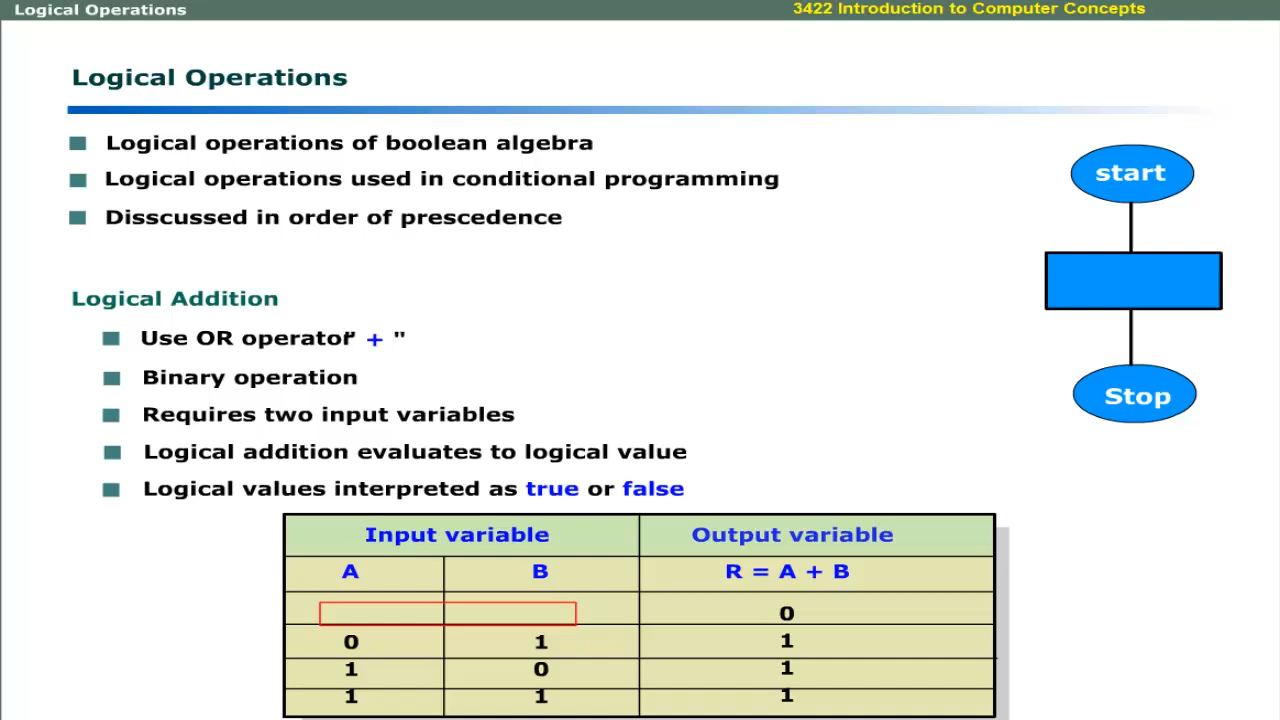 Logical Operations
3422 Introduction to Computer Concepts
Logical Operations
Logical operations of boolean algebra
Logical operations used in conditional programming
Disscussed in order of prescedence
start
Logical Addition
Use OR operator" + "
Binary operation
Stop
Requires two input variables
Logical addition evaluates to logical value
Logical values interpreted as true or false
Input variable Output variable
A B R = A + B
0
0 1 1
1 0 1
1 1 1